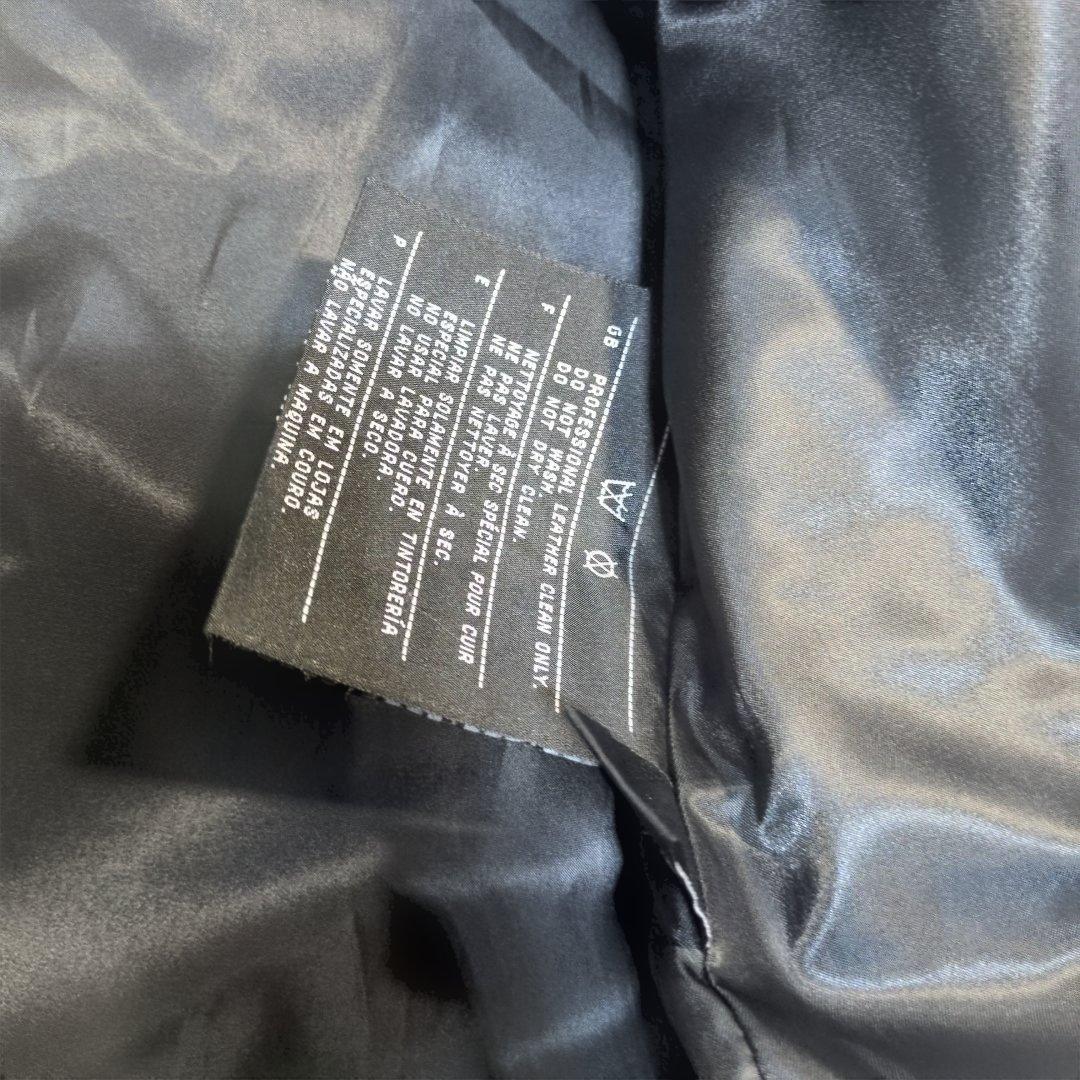 GB
PROFESSIONAL LEATHER CLEAN ONLY.
DO NOT WASH.
DO NOT DRY CLEAN.
F
NETTOYAGE À SEC SPÉCIAL POUR CUIR
NE PAS LAVER.
NE PAS NETTOYER À SEC.
E
LIMPIAR SOLAMENTE EN TINTORERÍA
ESPECIAL PARA CUERO.
NO USAR LAVADORA.
NO LAVAR A SECO.
P
LAVAR SOMENTE EM LOJAS
ESPECIALIZADAS EM COURO.
NÃO LAVAR A MAQUINA.